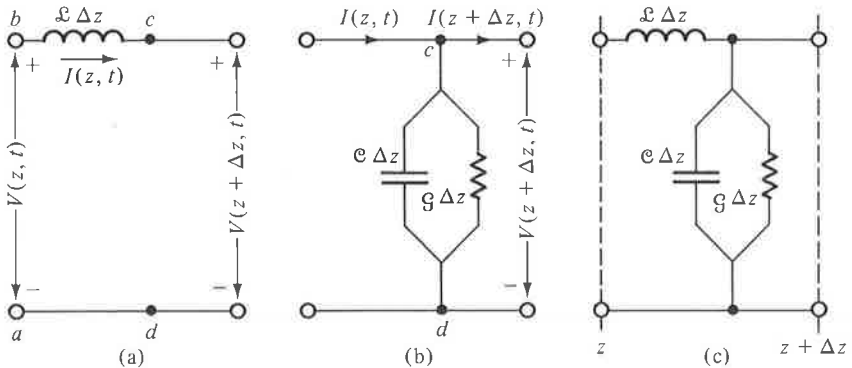 b
ℒ Δz
c
+
I(z, t)
+
V(z, t)
V(z + Δz, t)
−
−
a
d
(a)
I(z, t)
I(z + Δz, t)
c
+
𝒞 Δz
𝒢 Δz
V(z + Δz, t)
−
d
(b)
ℒ Δz
𝒞 Δz
𝒢 Δz
z
z + Δz
(c)